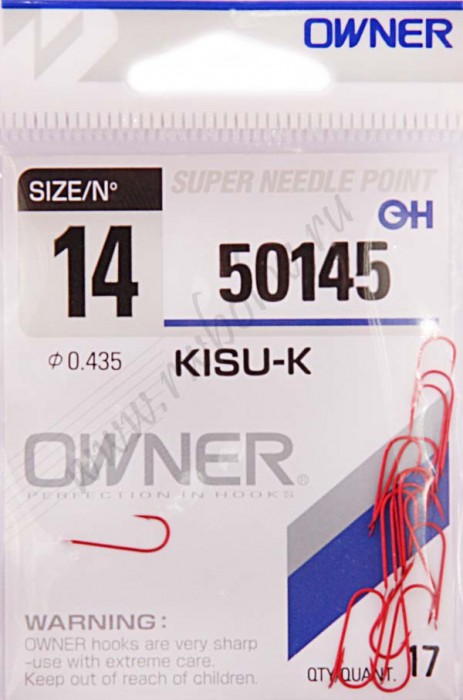 OWNER
SIZE/Nº
SUPER NEEDLE POINT
14
50145
Φ 0.435
KISU-K
OWNER®
PERFECTION IN HOOKS
WARNING:
OWNER hooks are very sharp
-use with extreme care.
Keep out of reach of children.
QTY/QUANT. 17